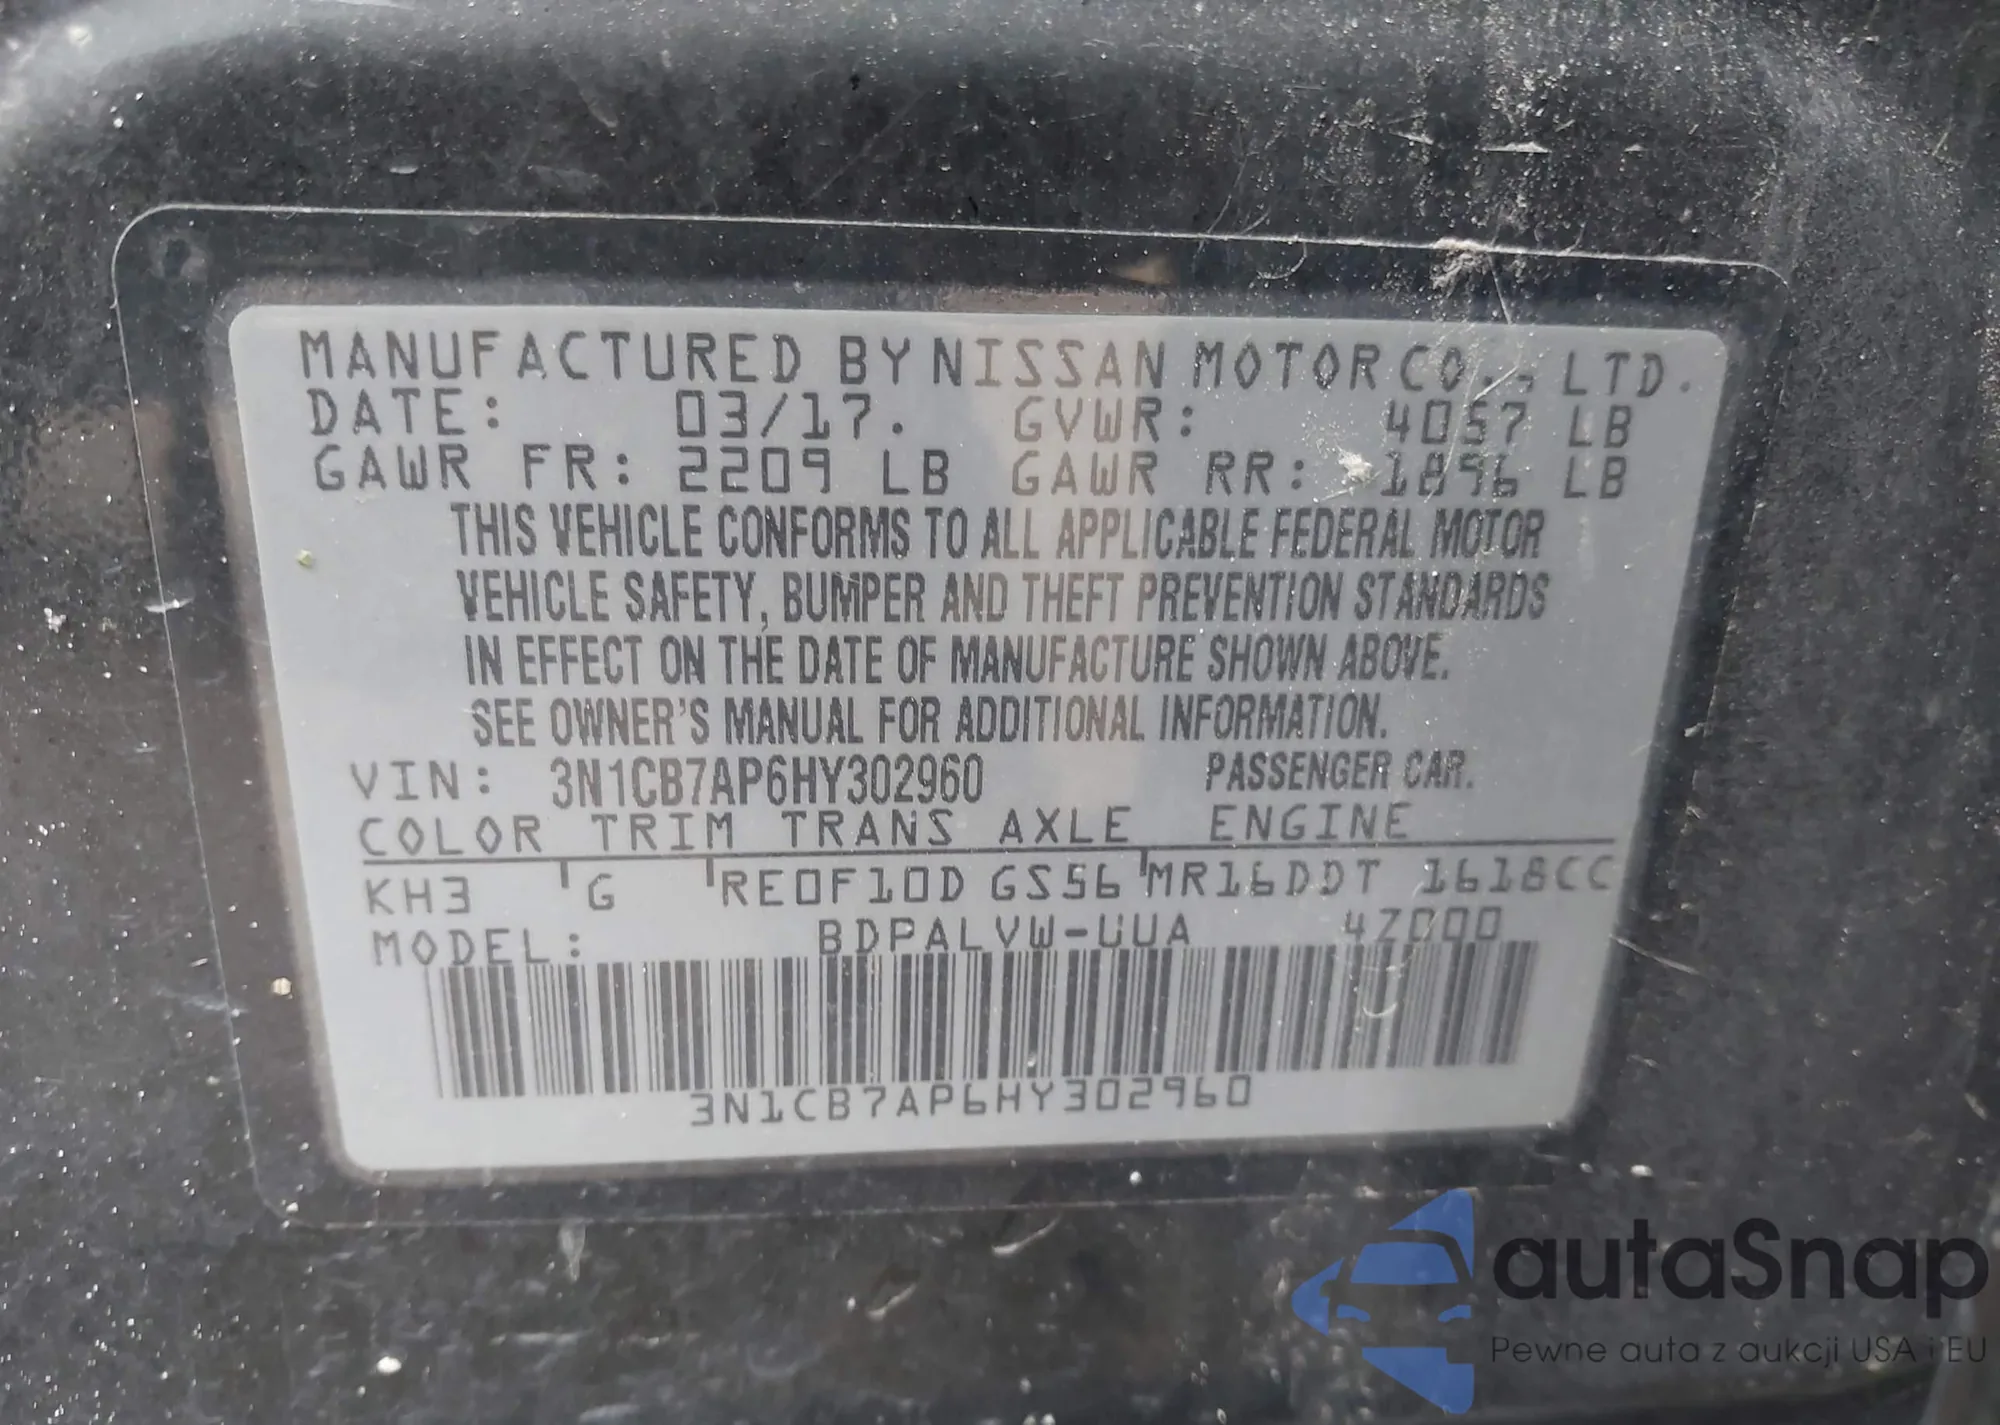 MANUFACTURED BY NISSAN MOTOR CO., LTD.
DATE: 03/17. GVWR: 4057 LB
GAWR FR: 2209 LB GAWR RR: 1896 LB
THIS VEHICLE CONFORMS TO ALL APPLICABLE FEDERAL MOTOR
VEHICLE SAFETY, BUMPER AND THEFT PREVENTION STANDARDS
IN EFFECT ON THE DATE OF MANUFACTURE SHOWN ABOVE.
SEE OWNER'S MANUAL FOR ADDITIONAL INFORMATION.
VIN: 3N1CB7AP6HY302960 PASSENGER CAR.
COLOR TRIM TRANS AXLE ENGINE
KH3 G RE0F10D GS56 MR16DDT 1618CC
MODEL: BDPALVW-UUA 4Z000
3N1CB7AP6HY302960
autaSnap
Pewne auta z aukcji USA i EU